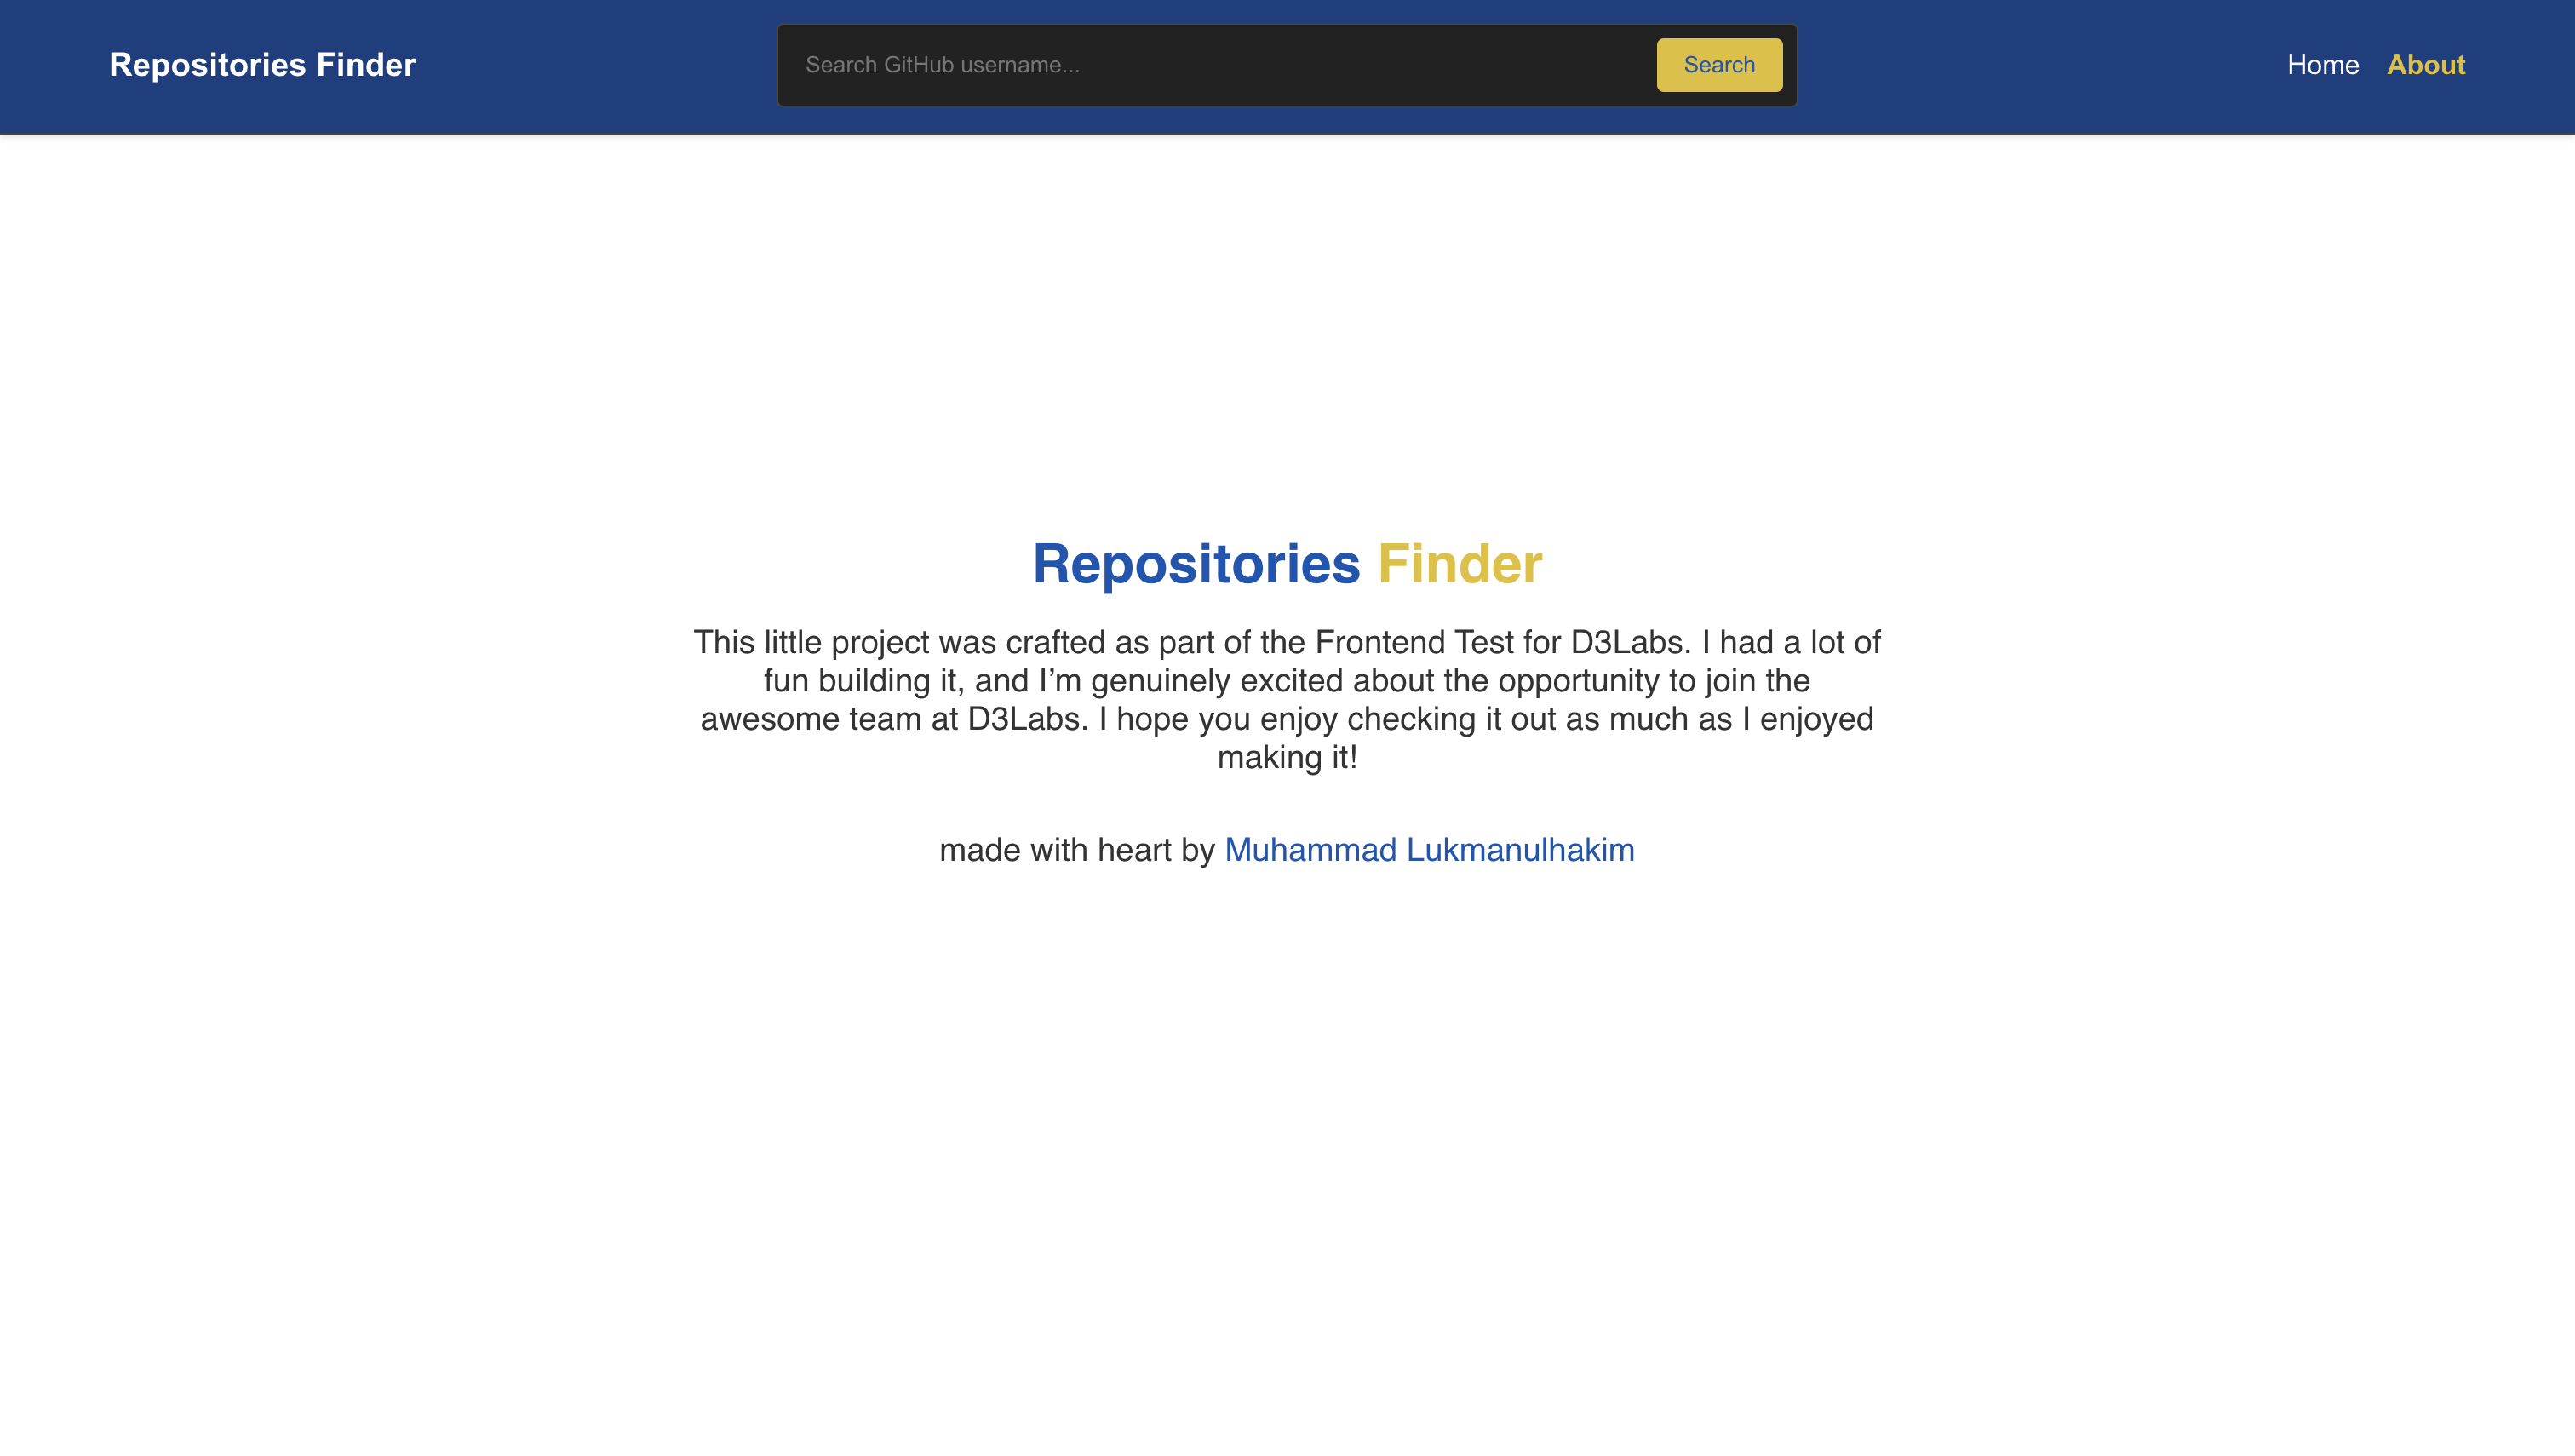 Repositories Finder
Search GitHub username...
Search
Home
About
Repositories Finder
This little project was crafted as part of the Frontend Test for D3Labs. I had a lot of
fun building it, and I’m genuinely excited about the opportunity to join the
awesome team at D3Labs. I hope you enjoy checking it out as much as I enjoyed
making it!
made with heart by Muhammad Lukmanulhakim